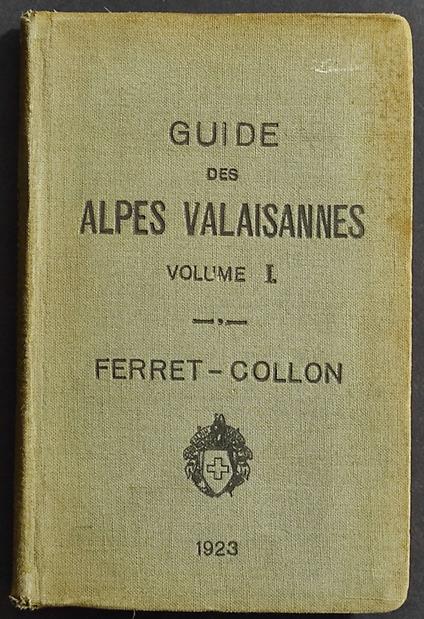 GUIDE
DES
ALPES VALAISANNES
VOLUME I.
FERRET - COLLON
1923